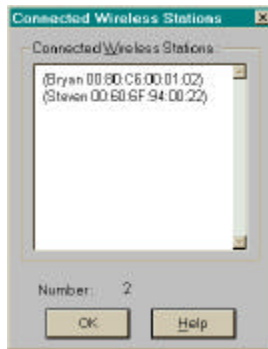 Connected Wireless Stations
Connected Wireless Stations
(Bryan 00:80:C6:00:01:02)
(Steven 00:60:6F:94:00:22)
Number: 2
OK
Help